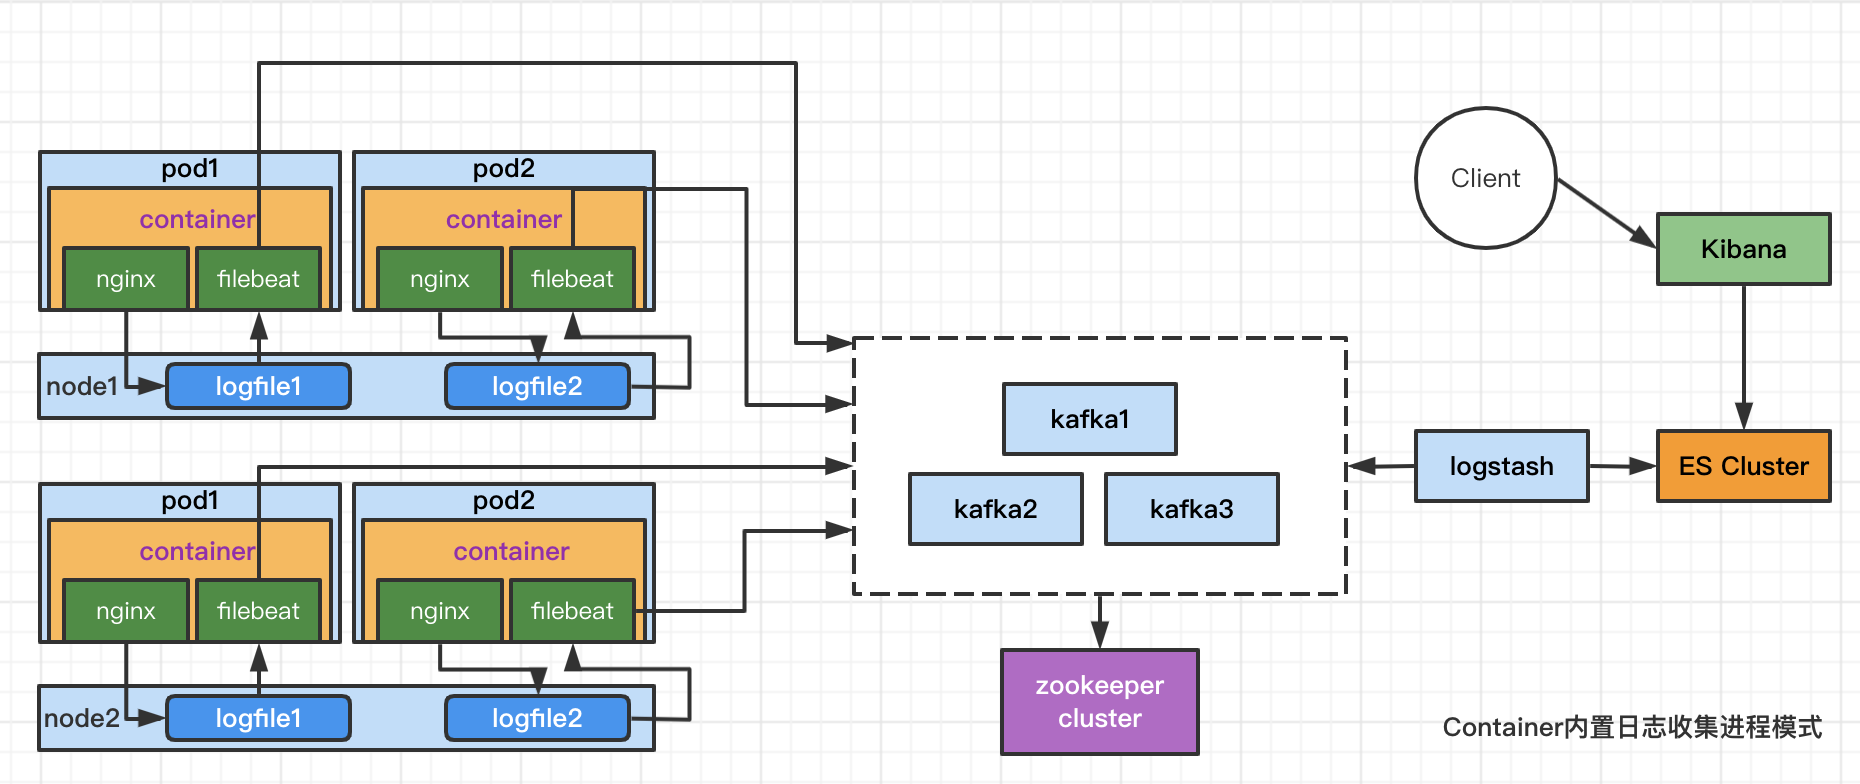 pod1
container
nginx
filebeat
pod2
container
nginx
filebeat
node1
logfile1
logfile2
pod1
container
nginx
filebeat
pod2
container
nginx
filebeat
node2
logfile1
logfile2
kafka1
kafka2
kafka3
zookeeper
cluster
Client
Kibana
logstash
ES Cluster
Container内置日志收集进程模式